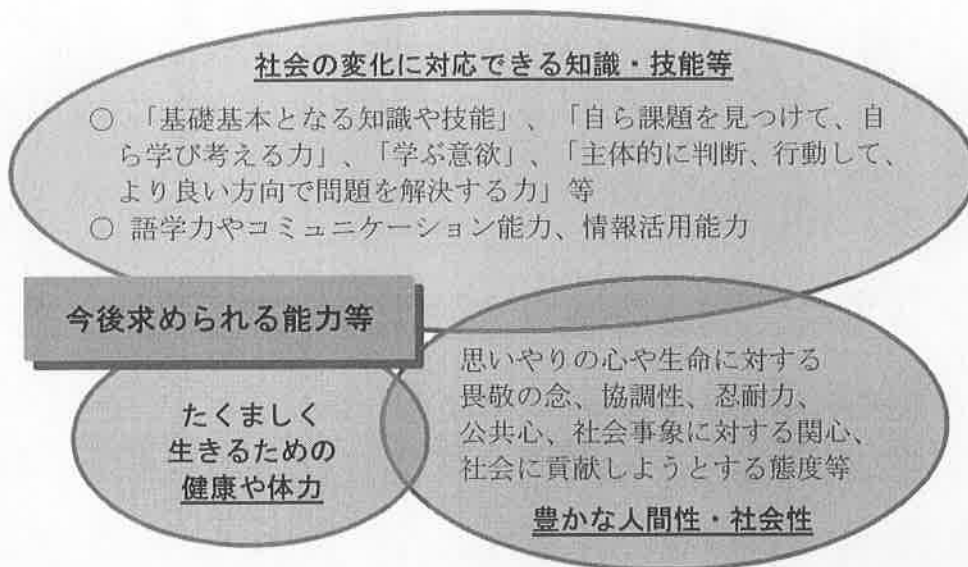 社会の変化に対応できる知識・技能等
○ 「基礎基本となる知識や技能」、「自ら課題を見つけて、自
ら学び考える力」、「学ぶ意欲」、「主体的に判断、行動して、
より良い方向で問題を解決する力」等
○ 語学力やコミュニケーション能力、情報活用能力
今後求められる能力等
たくましく
生きるための
健康や体力
思いやりの心や生命に対する
畏敬の念、協調性、忍耐力、
公共心、社会事象に対する関心、
社会に貢献しようとする態度等
豊かな人間性・社会性